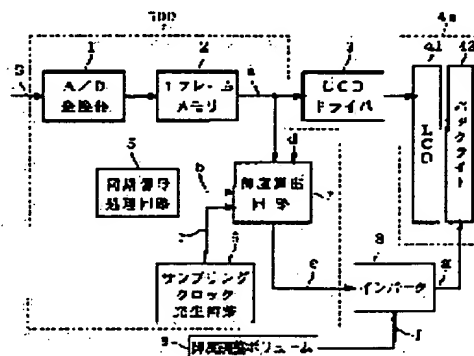 100
4a
1
2
3
41
42
S
A/D
変換器
1フレーム
メモリ
a
LCD
ドライバ
LCD
バックライト
5
同期信号
処理回路
b
d
輝度算出
回路
7
サンプリング
クロック
発生回路
e
8
インバータ
g
f
9
輝度調整ボリューム